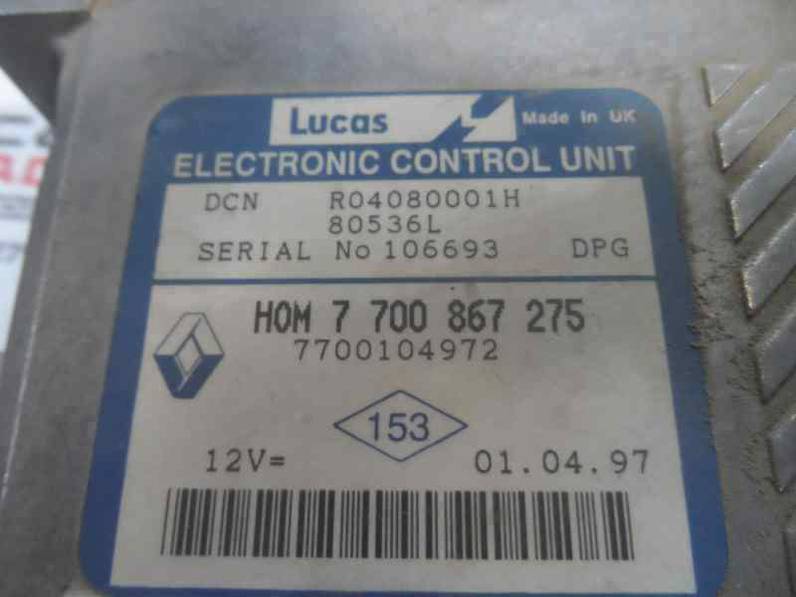 Lucas Made In UK
ELECTRONIC CONTROL UNIT
DCN R04080001H
80536L
SERIAL No 106693 DPG
HOM 7 700 867 275
7700104972
153
12V= 01.04.97